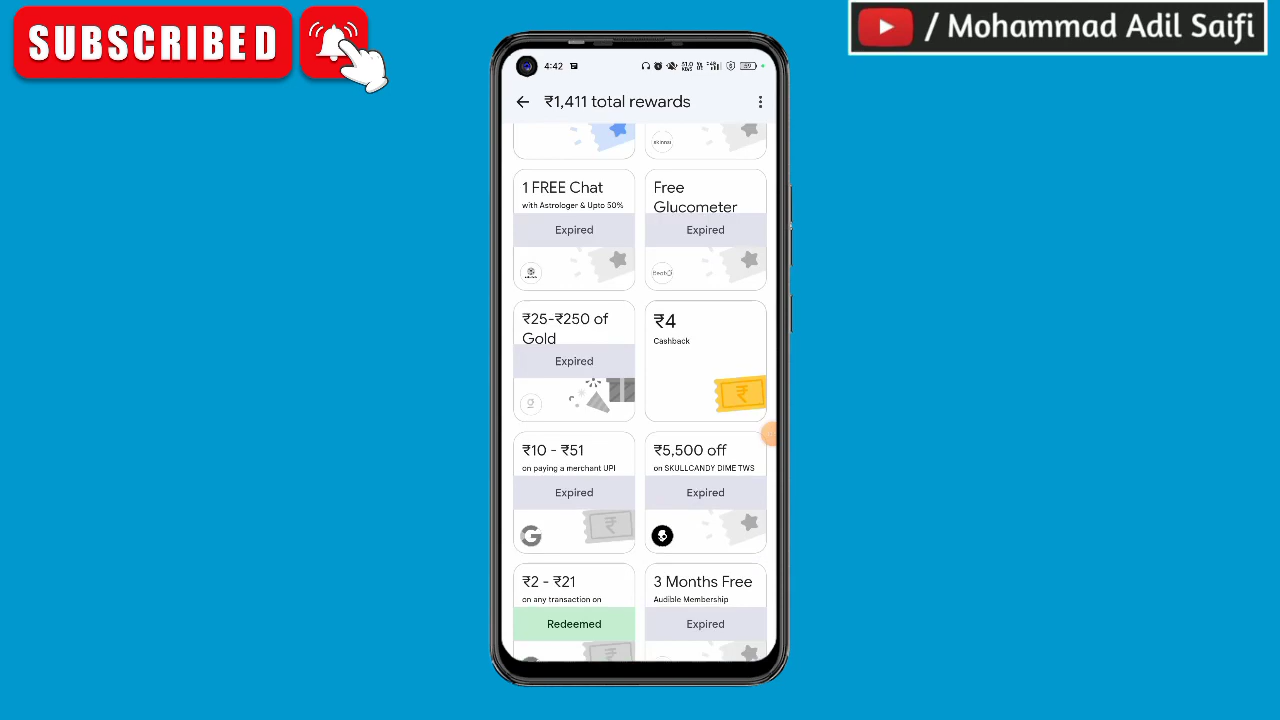 SUBSCRIBED
/ Mohammad Adil Saifi
4:42
₹1,411 total rewards
1 FREE Chat
with Astrologer & Upto 50%
Expired
Free
Glucometer
Expired
₹25-₹250 of
Gold
Expired
₹4
Cashback
₹10 - ₹51
on paying a merchant UPI
Expired
₹5,500 off
on SKULLCANDY DIME TWS
Expired
₹2 - ₹21
on any transaction on
Redeemed
3 Months Free
Audible Membership
Expired